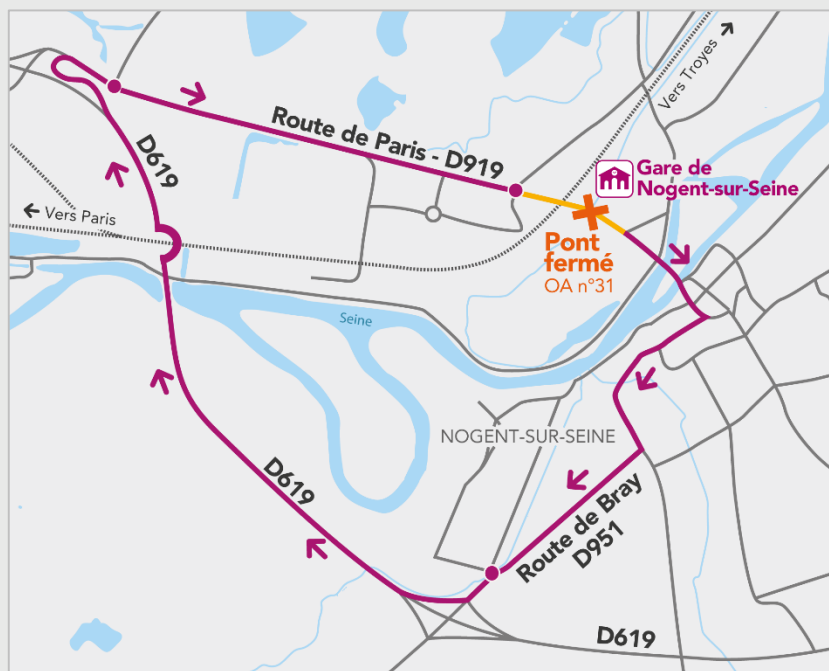 Vers Troyes
Route de Paris - D919
Gare de
Nogent-sur-Seine
D619
Vers Paris
Pont
fermé
OA n°31
Seine
NOGENT-SUR-SEINE
D619
Route de Bray
D951
D619